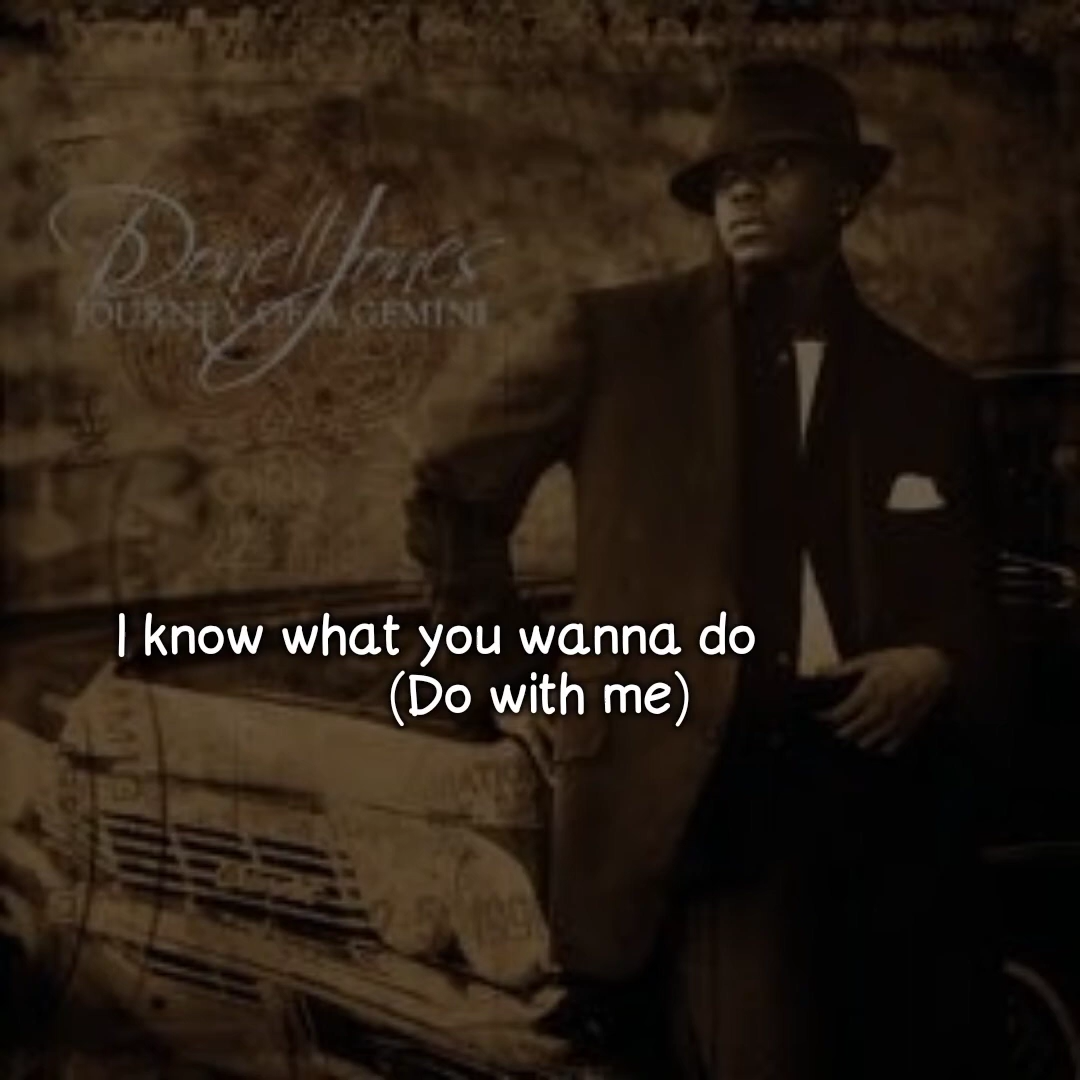 Donell Jones
JOURNEY OF A GEMINI
I know what you wanna do
(Do with me)